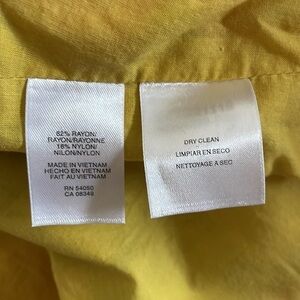 82% RAYON/
RAYON/RAYONNE
18% NYLON/
NILON/NYLON
MADE IN VIETNAM
HECHO EN VIETNAM
FAIT AU VIETNAM
RN 54050
CA 08349
DRY CLEAN
LIMPIAR EN SECO
NETTOYAGE A SEC